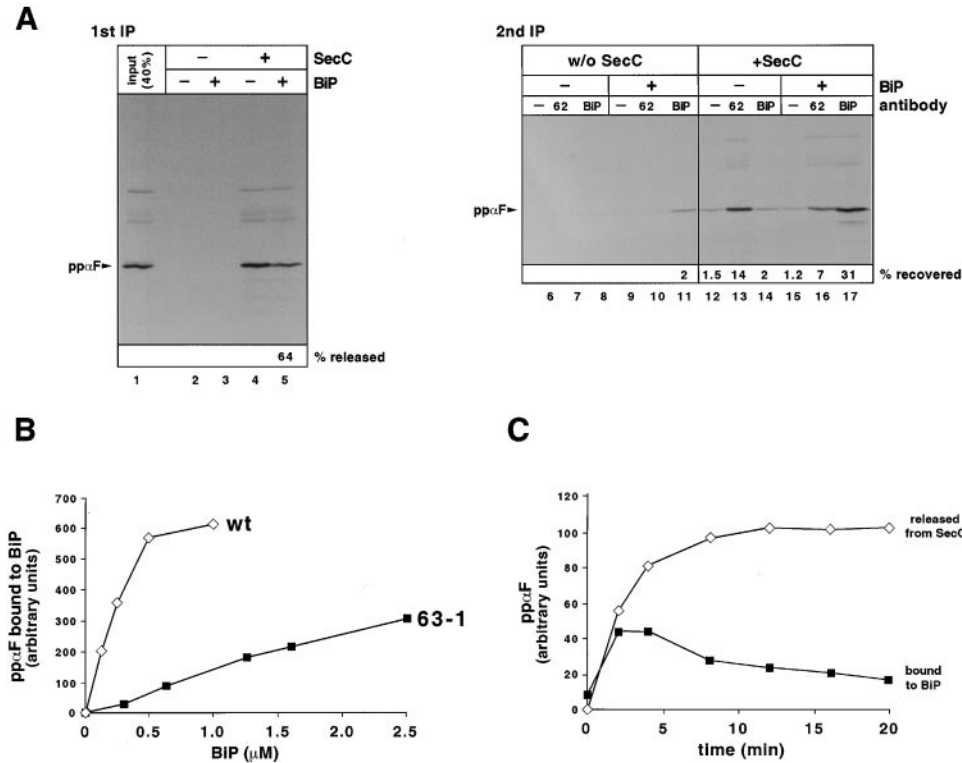 A
1st IP
input (40%)
− + SecC
− + − + BiP
ppαF
64 % released
1 2 3 4 5
2nd IP
w/o SecC +SecC
− + − + BiP
− 62 BiP − 62 BiP − 62 BiP − 62 BiP antibody
ppαF
2 1.5 14 2 1.2 7 31 % recovered
6 7 8 9 10 11 12 13 14 15 16 17
B
ppαF bound to BiP
(arbitrary units)
700
600
500
400
300
200
100
0
wt
63-1
0 0.5 1.0 1.5 2.0 2.5
BiP (μM)
C
ppαF
(arbitrary units)
120
100
80
60
40
20
0
released
from SecC
bound
to BiP
0 5 10 15 20
time (min)